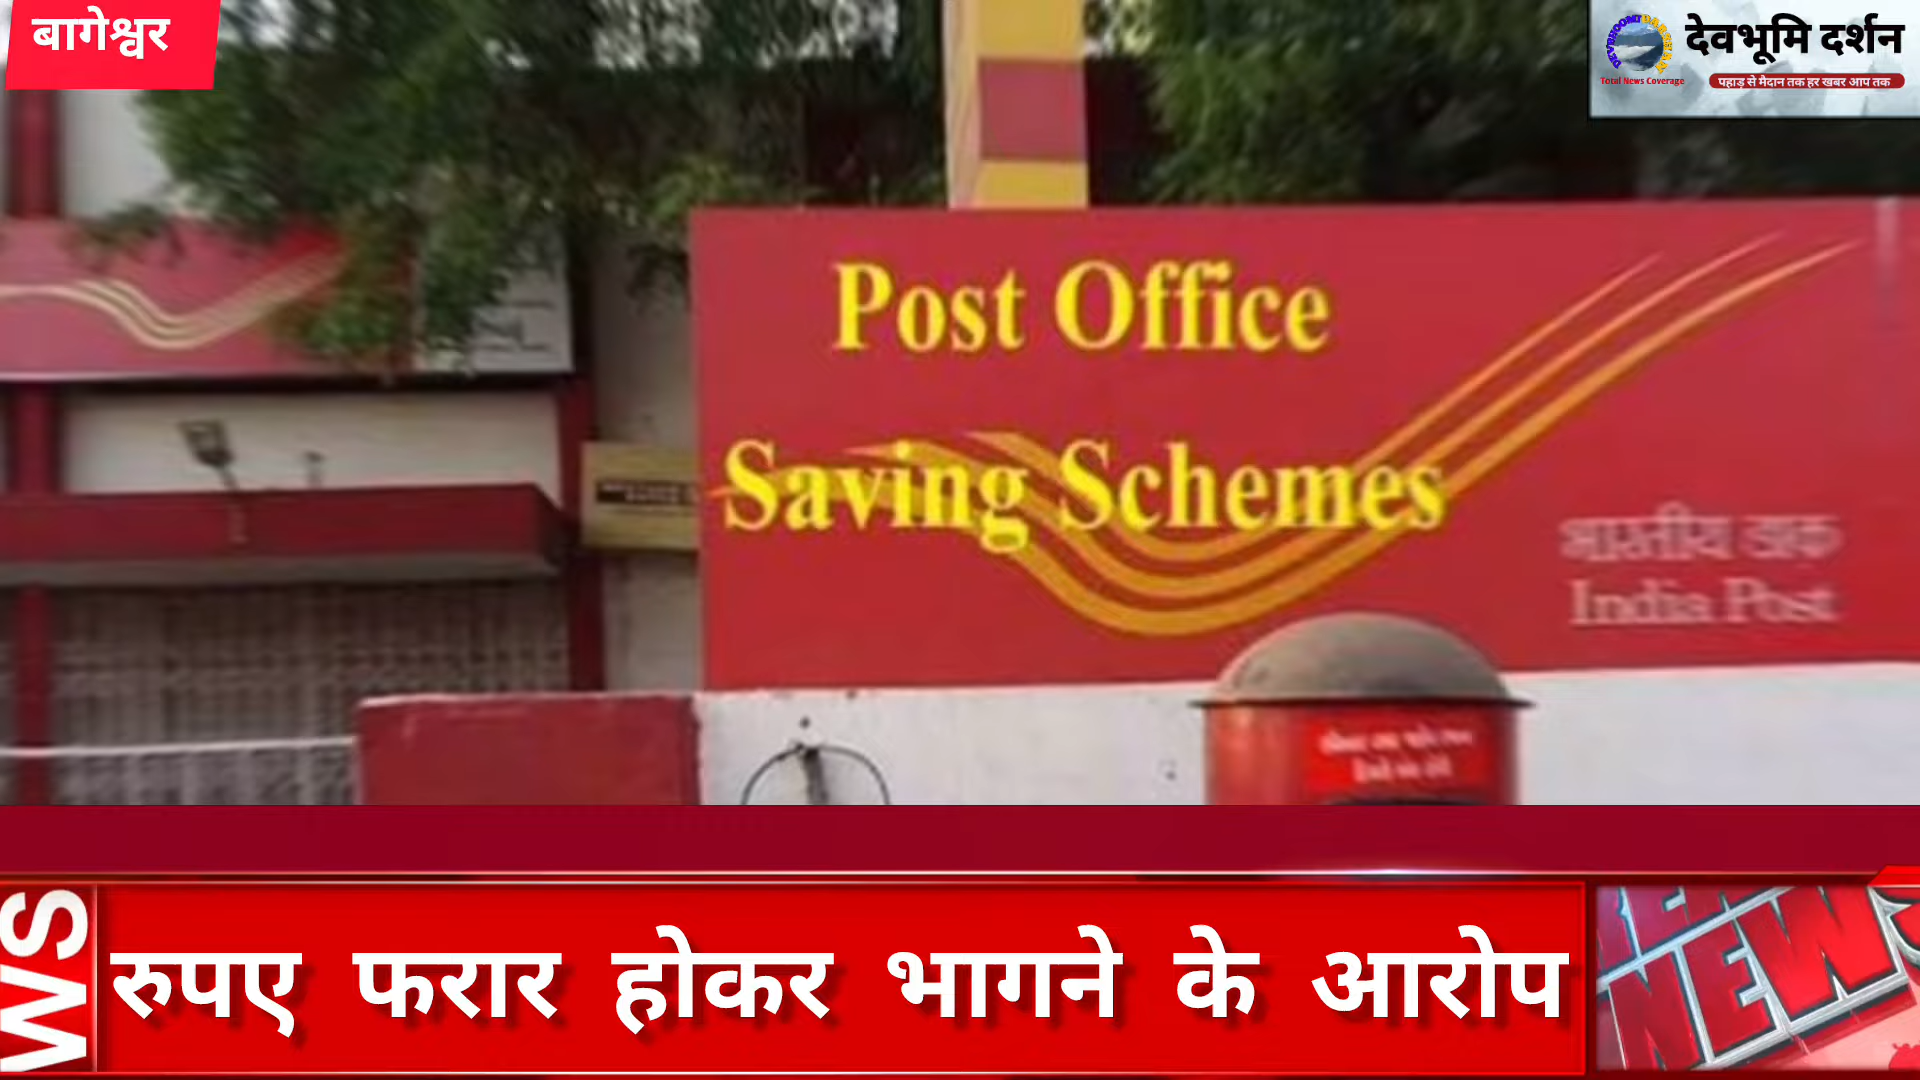 बागेश्वर
देवभूमि दर्शन
Total News Coverage
पहाड़ से मैदान तक हर खबर आप तक
Post Office
Saving Schemes
भारतीय डाक
India Post
WS
रुपए फरार होकर भागने के आरोप
NEWS